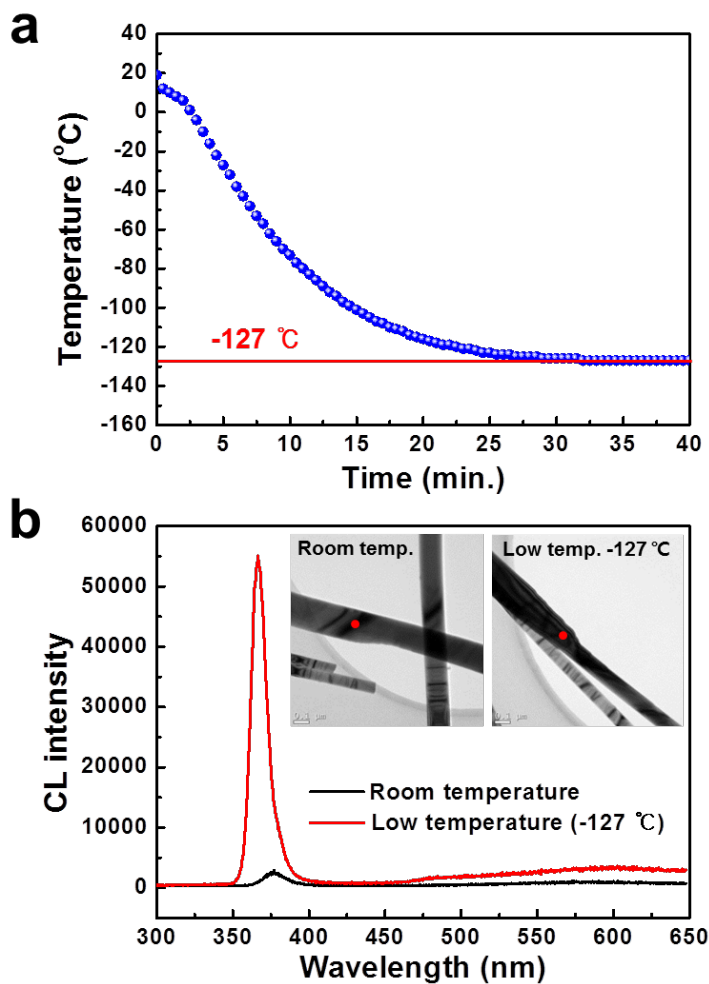 a
40
20
0
-20
-40
-60
-80
-100
-120
-140
-160
Temperature (°C)
-127 ℃
0 5 10 15 20 25 30 35 40
Time (min.)
b
60000
50000
40000
30000
20000
10000
0
CL intensity
Room temp.
Low temp. -127 ℃
Room temperature
Low temperature (-127 ℃)
300 350 400 450 500 550 600 650
Wavelength (nm)